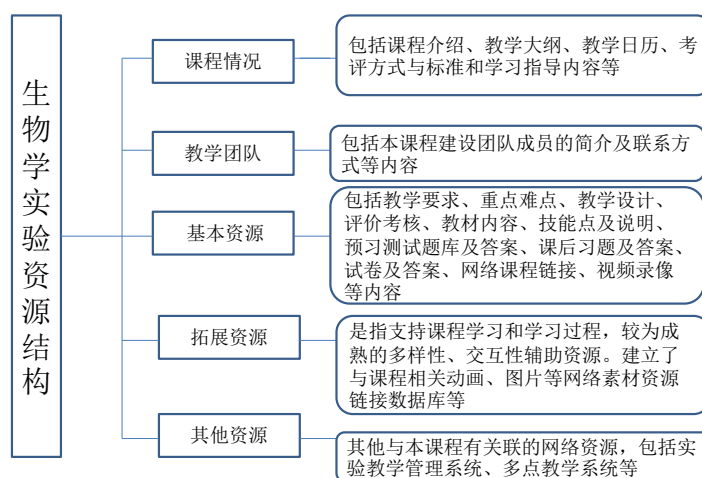 生物学实验资源结构
课程情况
包括课程介绍、教学大纲、教学日历、考
评方式与标准和学习指导内容等
教学团队
包括本课程建设团队成员的简介及联系方
式等内容
基本资源
包括教学要求、重点难点、教学设计、
评价考核、教材内容、技能点及说明、
预习测试题库及答案、课后习题及答案、
试卷及答案、网络课程链接、视频录像
等内容
拓展资源
是指支持课程学习和学习过程，较为成
熟的多样性、交互性辅助资源。建立了
与课程相关动画、图片等网络素材资源
链接数据库等
其他资源
其他与本课程有关联的网络资源，包括实
验教学管理系统、多点教学系统等